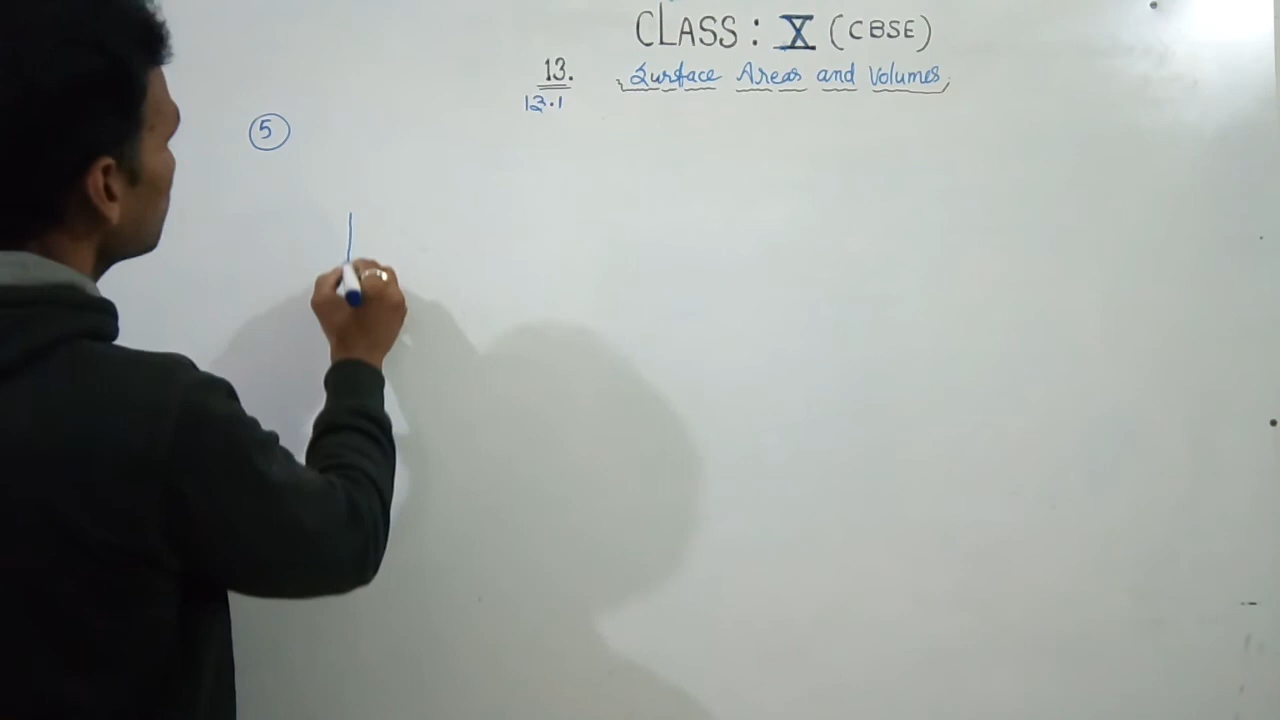 CLASS : X (CBSE)
13. Surface Areas and Volumes
13.1
5